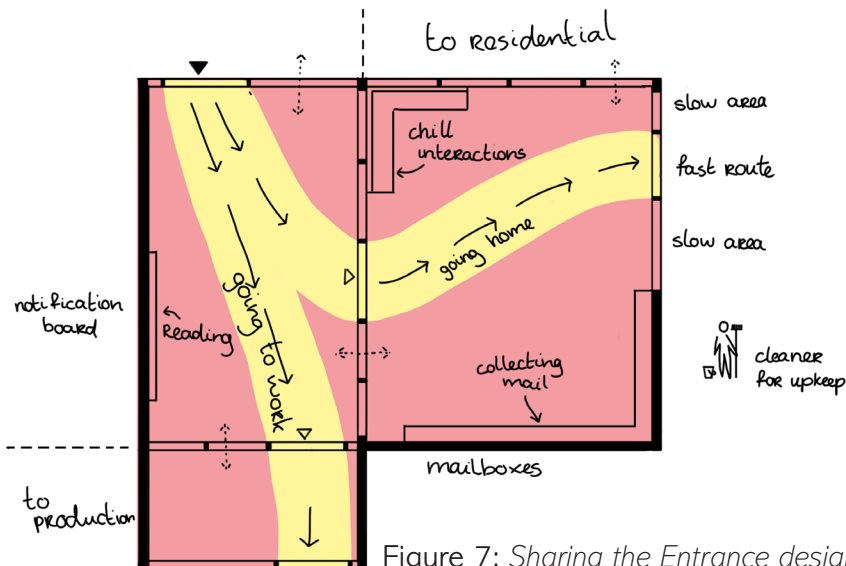 to Residential
slow area
chill
interactions
fast Route
going home
slow area
going to work
notification
board
Reading
collecting
mail
cleaner
for upkeep
mailboxes
to
production
Figure 7: Sharing the Entrance design